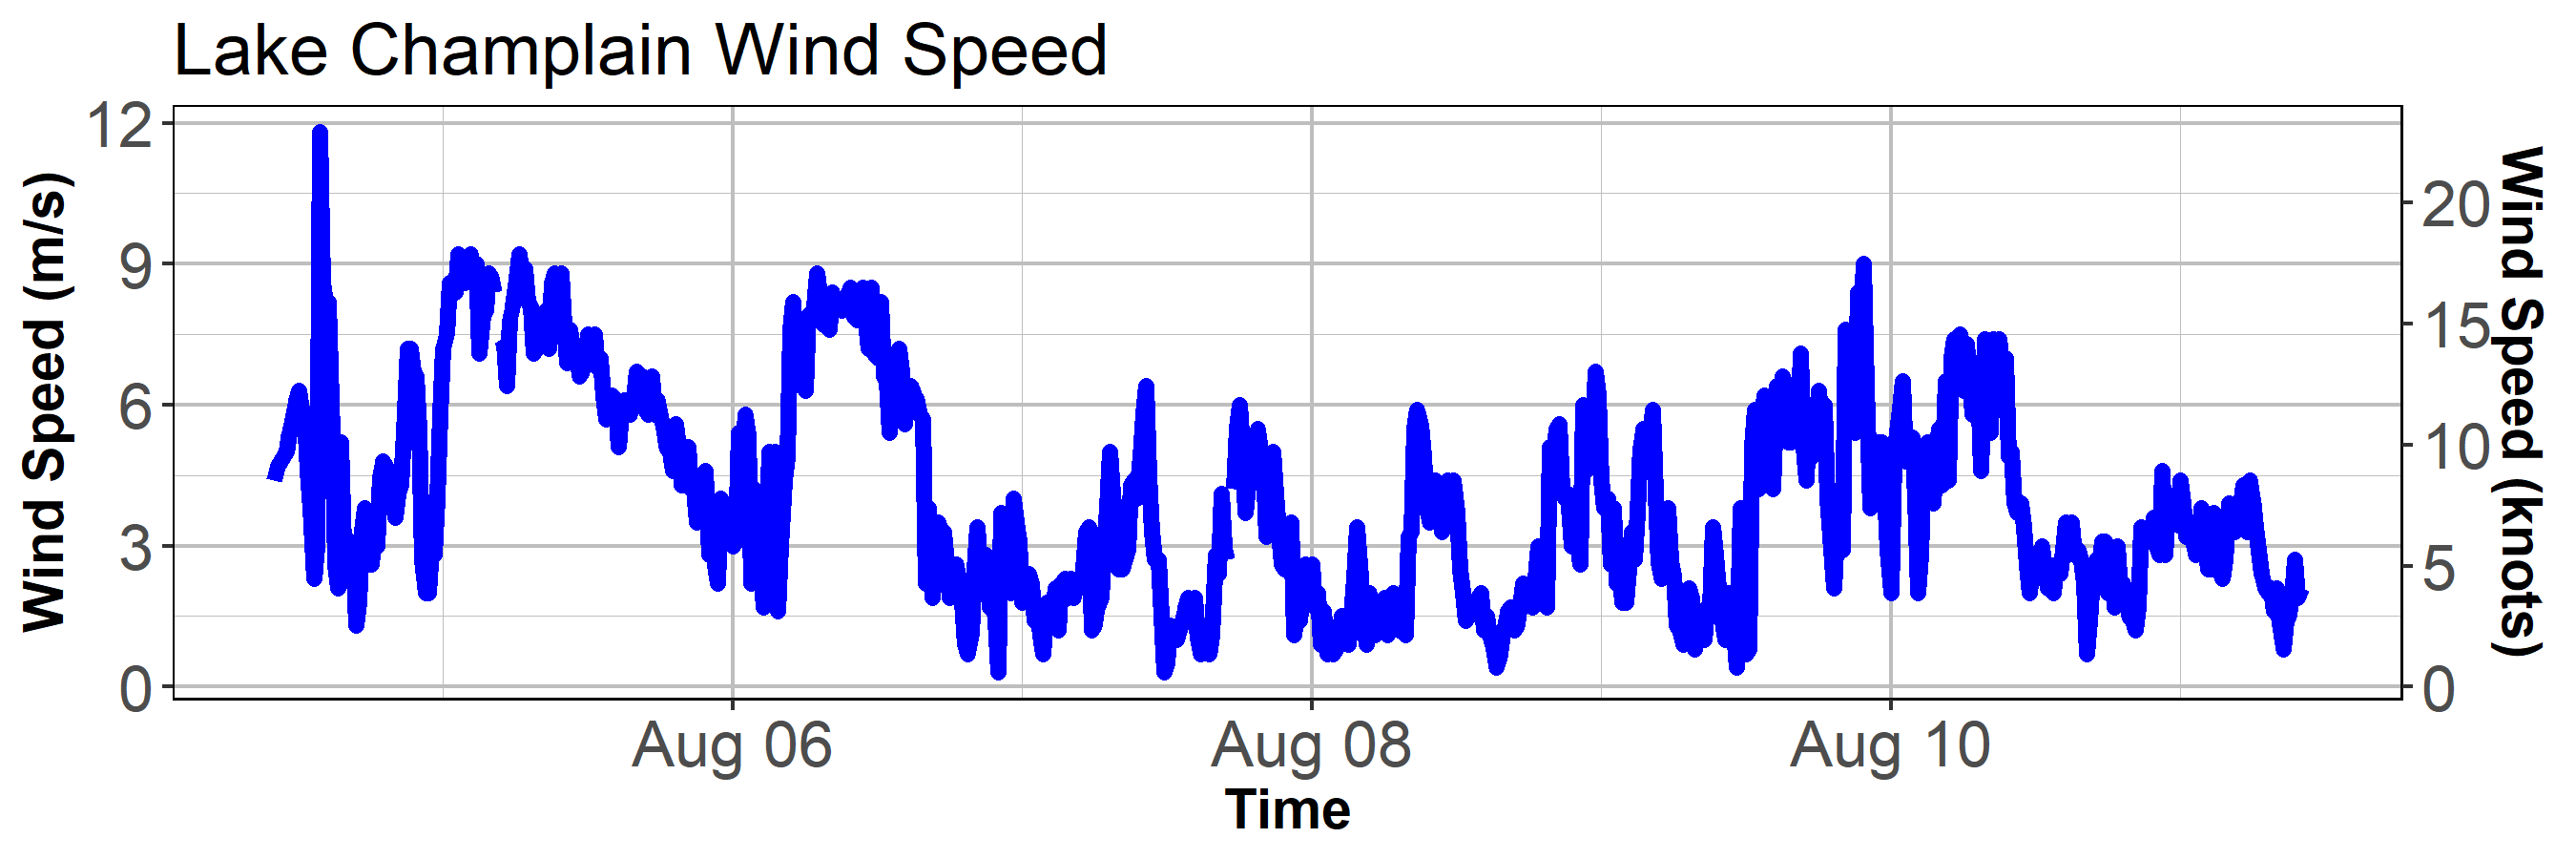 Lake Champlain Wind Speed
12
9
6
3
0
Wind Speed (m/s)
20
15
10
5
0
Wind Speed (knots)
Aug 06 Aug 08 Aug 10
Time